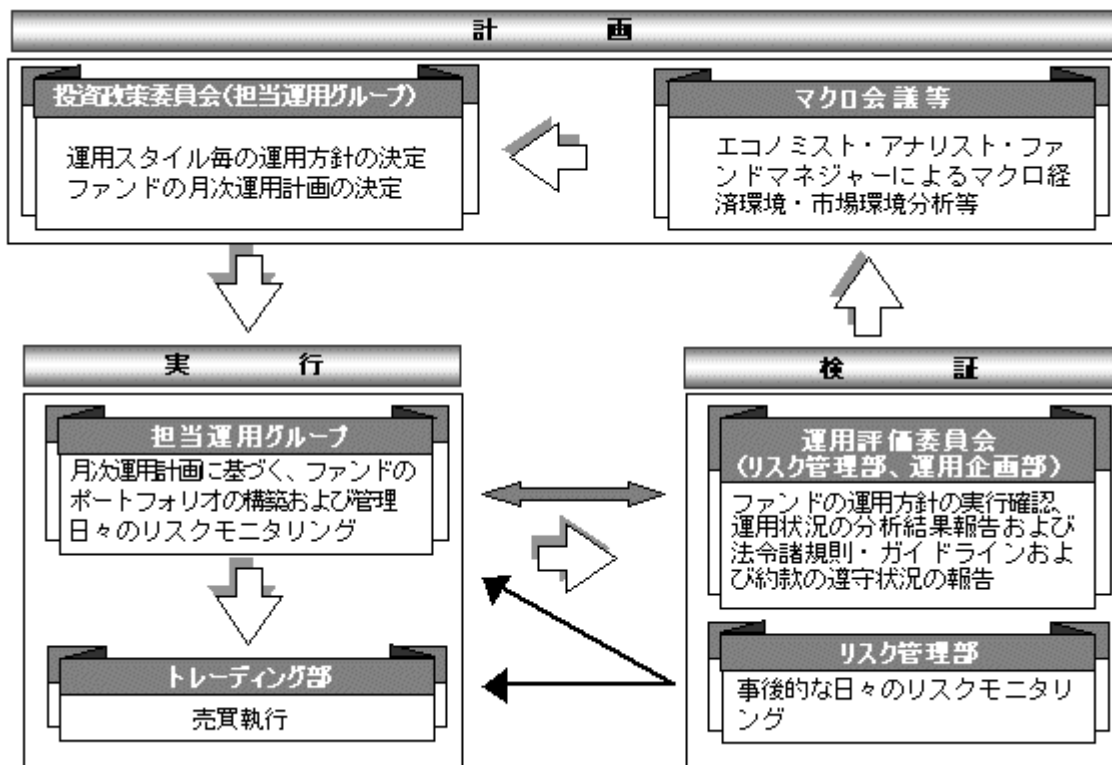 計画
投資政策委員会(担当運用グループ)
運用スタイル毎の運用方針の決定
ファンドの月次運用計画の決定
マクロ会議等
エコノミスト・アナリスト・ファ
ンドマネジャーによるマクロ経
済環境・市場環境分析等
実行
担当運用グループ
月次運用計画に基づく、ファンドの
ポートフォリオの構築および管理
日々のリスクモニタリング
トレーディング部
売買執行
検証
運用評価委員会
(リスク管理部、運用企画部)
ファンドの運用方針の実行確認、
運用状況の分析結果報告および
法令諸規則・ガイドラインおよ
び約款の遵守状況の報告
リスク管理部
事後的な日々のリスクモニタリ
ング